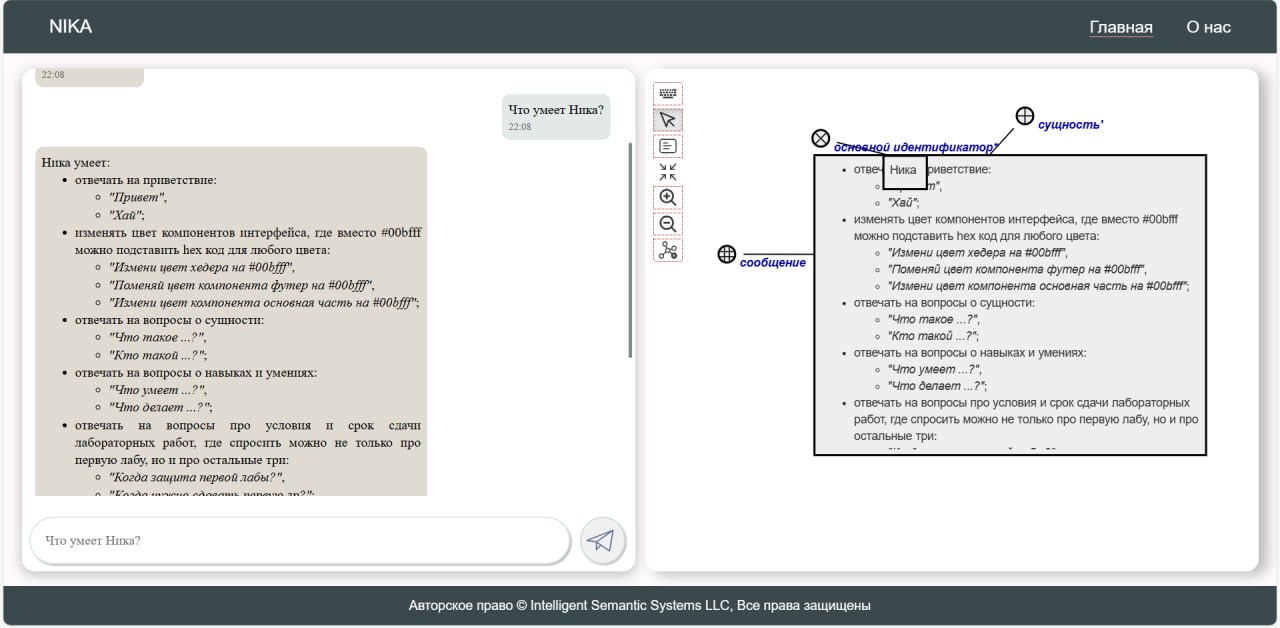 NIKA
Главная
О нас
22:08
Что умеет Ника?
22:08
Ника умеет:
отвечать на приветствие:
"Привет",
"Хай";
изменять цвет компонентов интерфейса, где вместо #00bfff
можно подставить hex код для любого цвета:
"Измени цвет хедера на #00bfff",
"Поменяй цвет компонента футер на #00bfff",
"Измени цвет компонента основная часть на #00bfff";
отвечать на вопросы о сущности:
"Что такое ...?",
"Кто такой ...?";
отвечать на вопросы о навыках и умениях:
"Что умеет ...?",
"Что делает ...?";
отвечать на вопросы про условия и срок сдачи
лабораторных работ, где спросить можно не только про
первую лабу, но и про остальные три:
"Когда защита первой лабы?",
"Когда нужно сдавать первую лр?";
Что умеет Ника?
сущность'
основной идентификатор*
Ника
"Хай";
изменять цвет компонентов интерфейса, где вместо #00bfff
можно подставить hex код для любого цвета:
"Измени цвет хедера на #00bfff",
"Поменяй цвет компонента футер на #00bfff",
"Измени цвет компонента основная часть на #00bfff";
сообщение
отвечать на вопросы о сущности:
"Что такое ...?",
"Кто такой ...?";
отвечать на вопросы о навыках и умениях:
"Что умеет ...?",
"Что делает ...?";
отвечать на вопросы про условия и срок сдачи лабораторных
работ, где спросить можно не только про первую лабу, но и про
остальные три:
Авторское право © Intelligent Semantic Systems LLC, Все права защищены